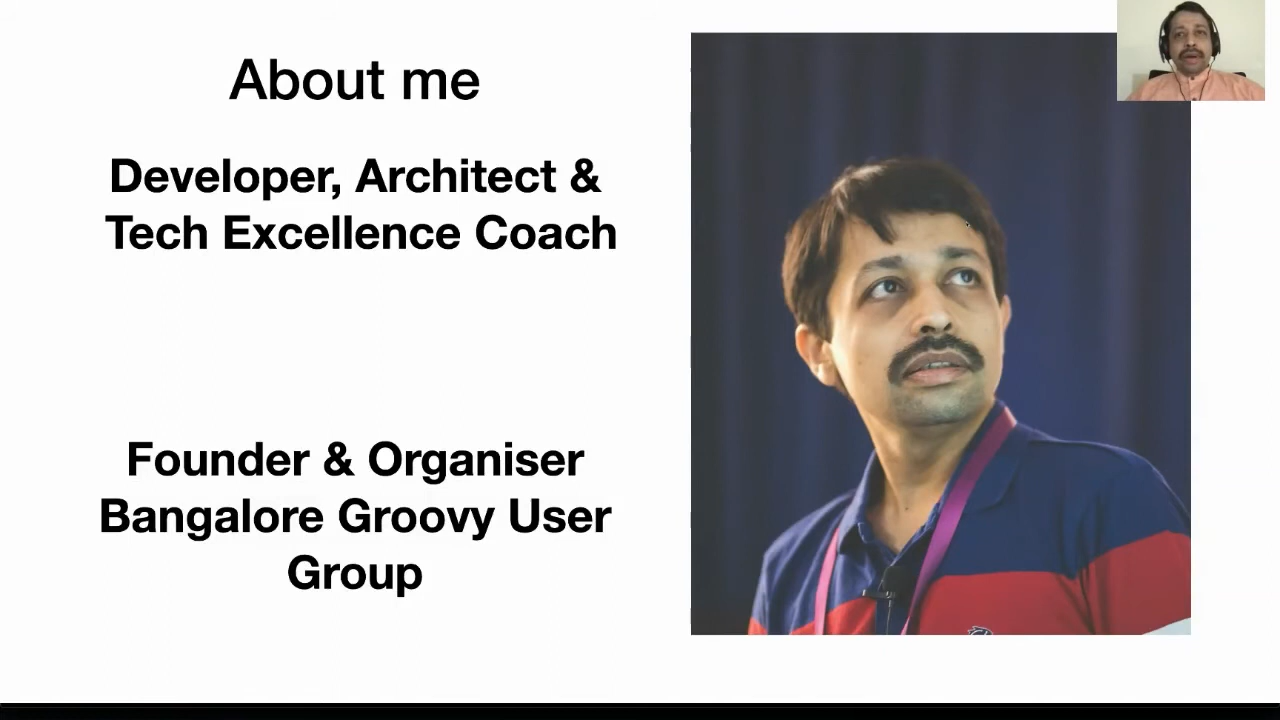 About me
Developer, Architect &
Tech Excellence Coach
Founder & Organiser
Bangalore Groovy User
Group